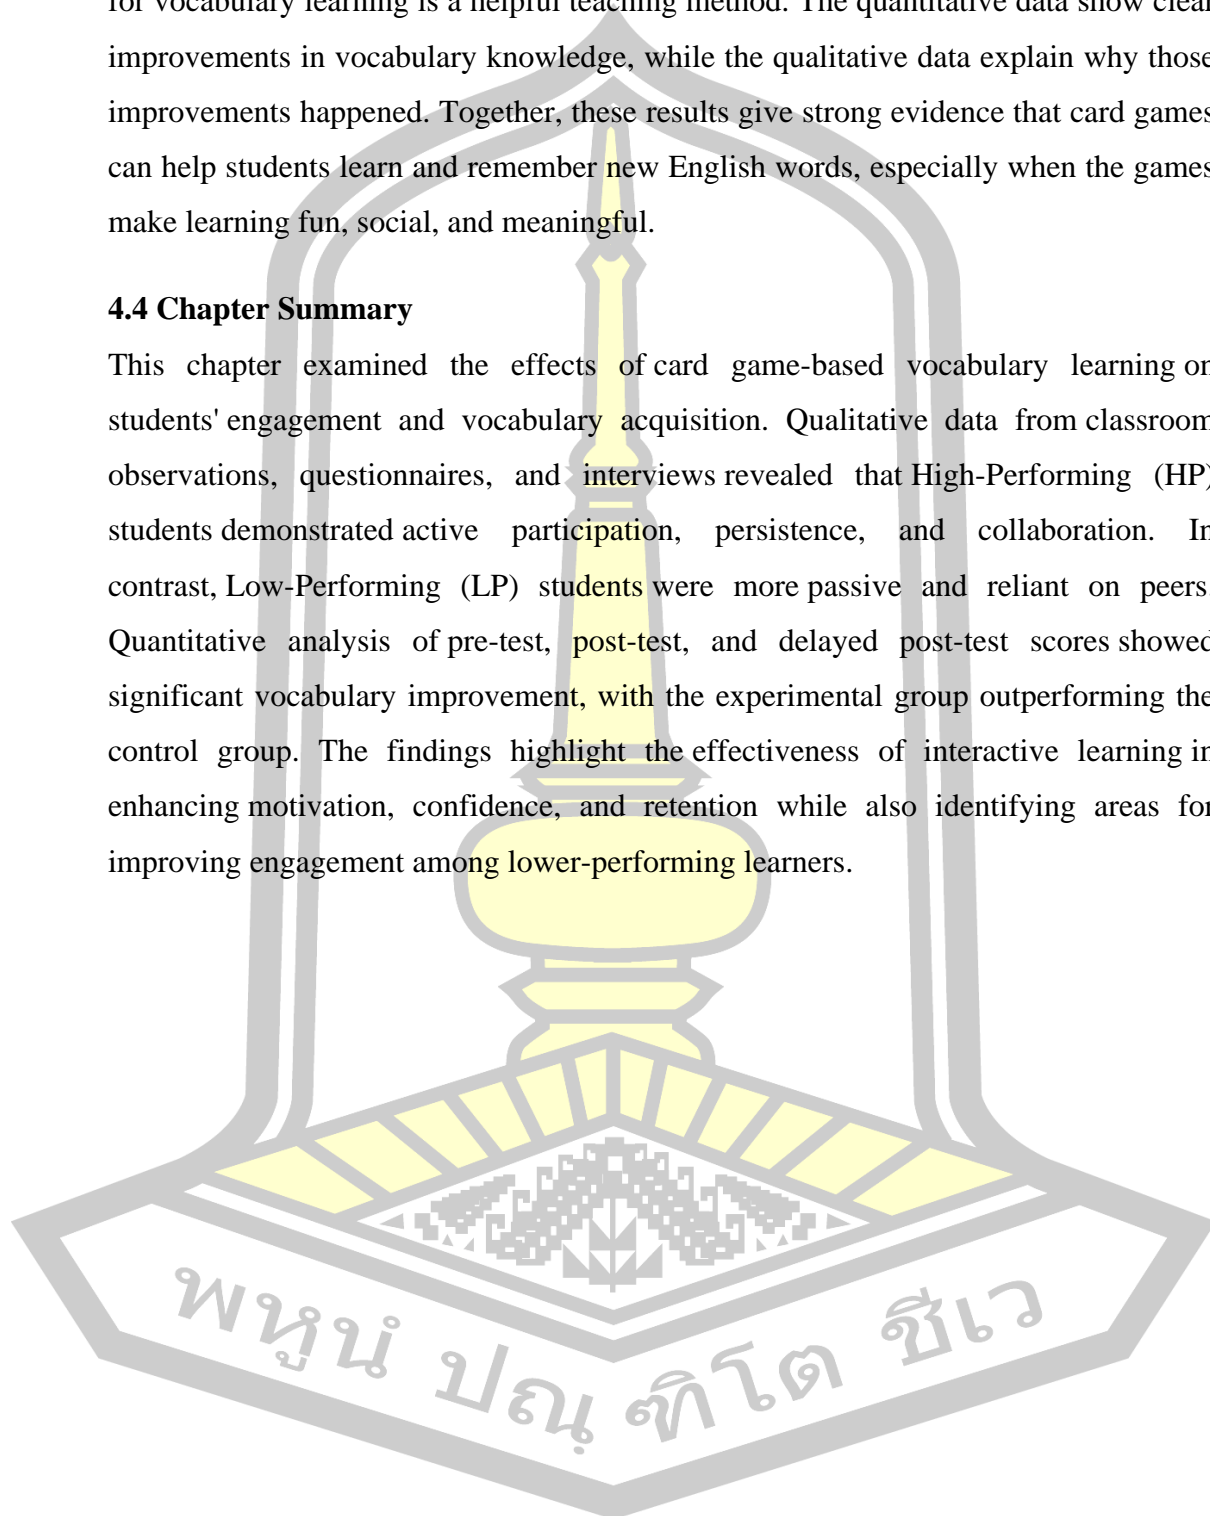 for vocabulary learning is a helpful teaching method. The quantitative data show clear
improvements in vocabulary knowledge, while the qualitative data explain why those
improvements happened. Together, these results give strong evidence that card games
can help students learn and remember new English words, especially when the games
make learning fun, social, and meaningful.
4.4 Chapter Summary
This chapter examined the effects of card game-based vocabulary learning on
students' engagement and vocabulary acquisition. Qualitative data from classroom
observations, questionnaires, and interviews revealed that High-Performing (HP)
students demonstrated active participation, persistence, and collaboration. In
contrast, Low-Performing (LP) students were more passive and reliant on peers.
Quantitative analysis of pre-test, post-test, and delayed post-test scores showed
significant vocabulary improvement, with the experimental group outperforming the
control group. The findings highlight the effectiveness of interactive learning in
enhancing motivation, confidence, and retention while also identifying areas for
improving engagement among lower-performing learners.
พหูนํ ปณฺฑิโต ชีเว